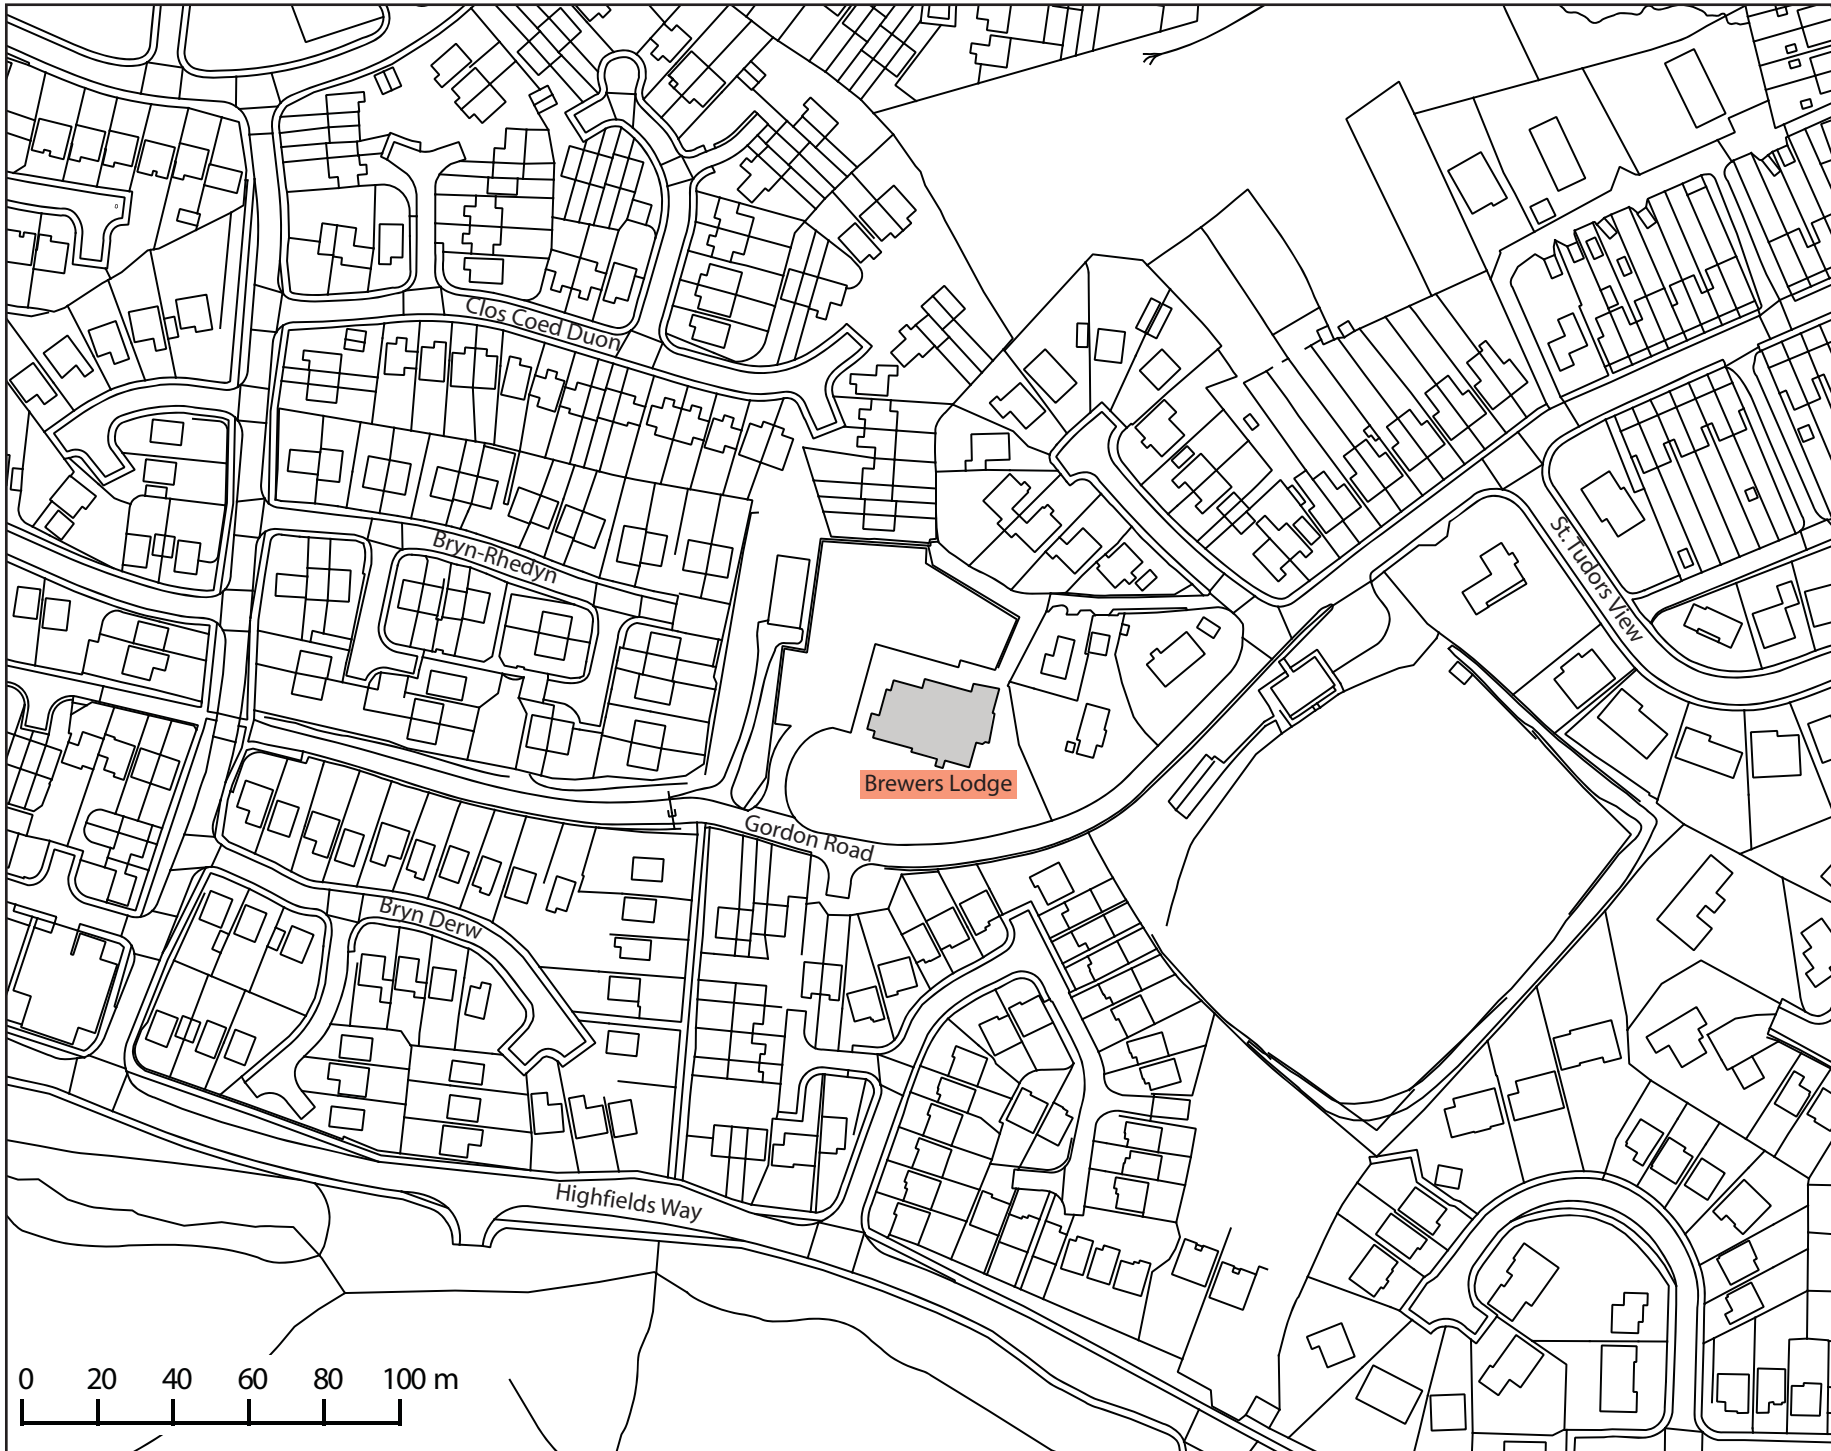 Clos Coed Duon
Bryn-Rhedyn
St. Tudors View
Brewers Lodge
Gordon Road
Bryn Derw
Highfields Way
0 20 40 60 80 100 m